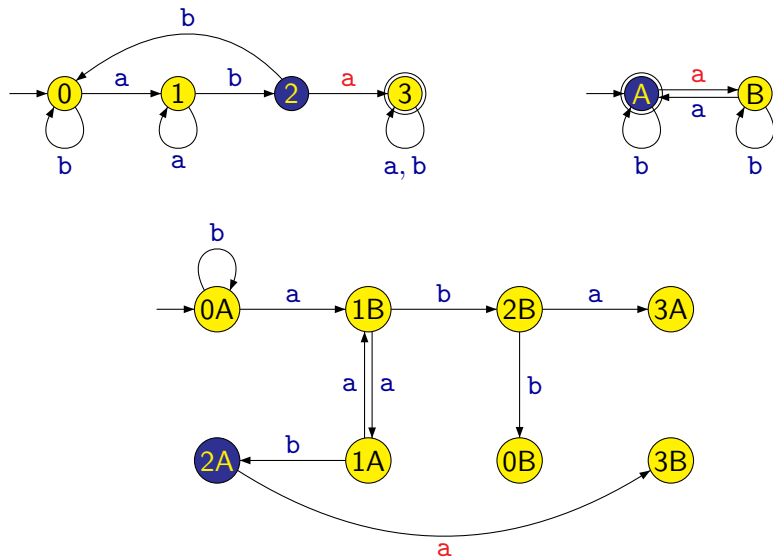 b
0 a 1 b 2 a 3 A a B
a
b a a, b b b
b
0A a 1B b 2B a 3A
a a b
2A b 1A 0B 3B
a